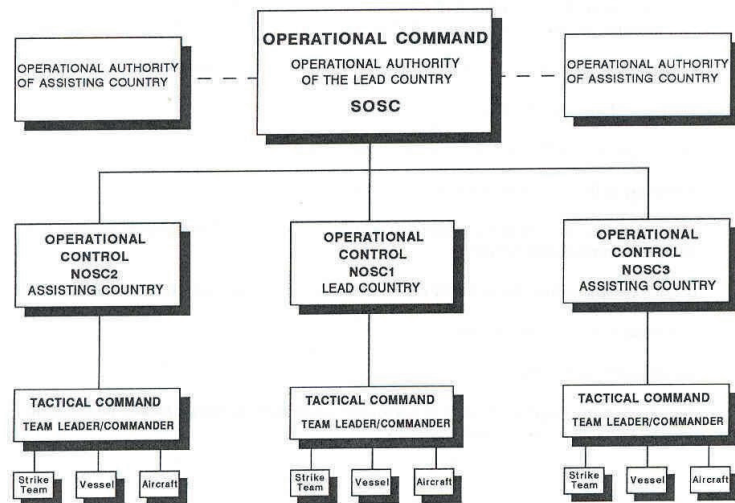 OPERATIONAL AUTHORITY
OF ASSISTING COUNTRY
OPERATIONAL COMMAND
OPERATIONAL AUTHORITY
OF THE LEAD COUNTRY
SOSC
OPERATIONAL AUTHORITY
OF ASSISTING COUNTRY
OPERATIONAL
CONTROL
NOSC2
ASSISTING COUNTRY
OPERATIONAL
CONTROL
NOSC1
LEAD COUNTRY
OPERATIONAL
CONTROL
NOSC3
ASSISTING COUNTRY
TACTICAL COMMAND
TEAM LEADER/COMMANDER
TACTICAL COMMAND
TEAM LEADER/COMMANDER
TACTICAL COMMAND
TEAM LEADER/COMMANDER
Strike
Team
Vessel
Aircraft
Strike
Team
Vessel
Aircraft
Strike
Team
Vessel
Aircraft